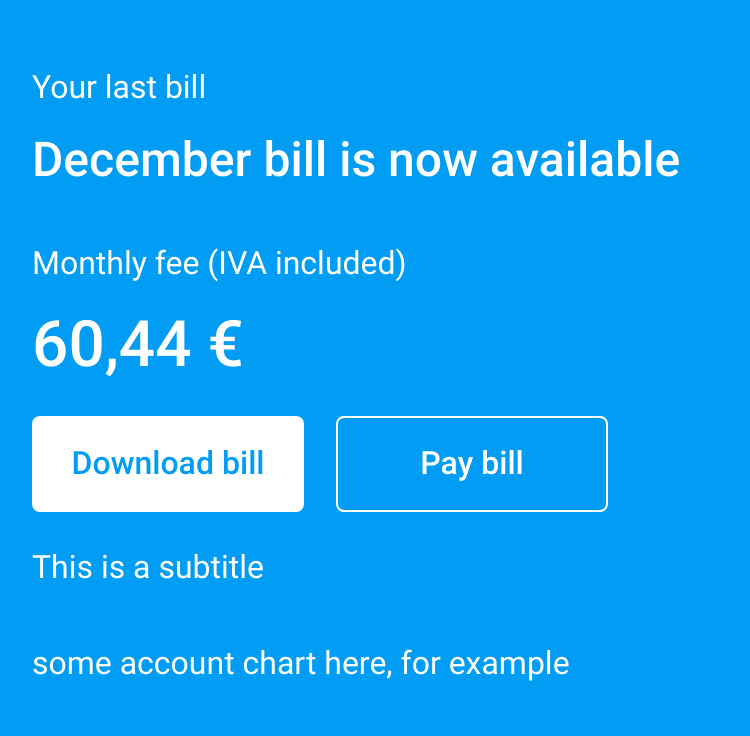 Your last bill
December bill is now available
Monthly fee (IVA included)
60,44 €
Download bill
Pay bill
This is a subtitle
some account chart here, for example